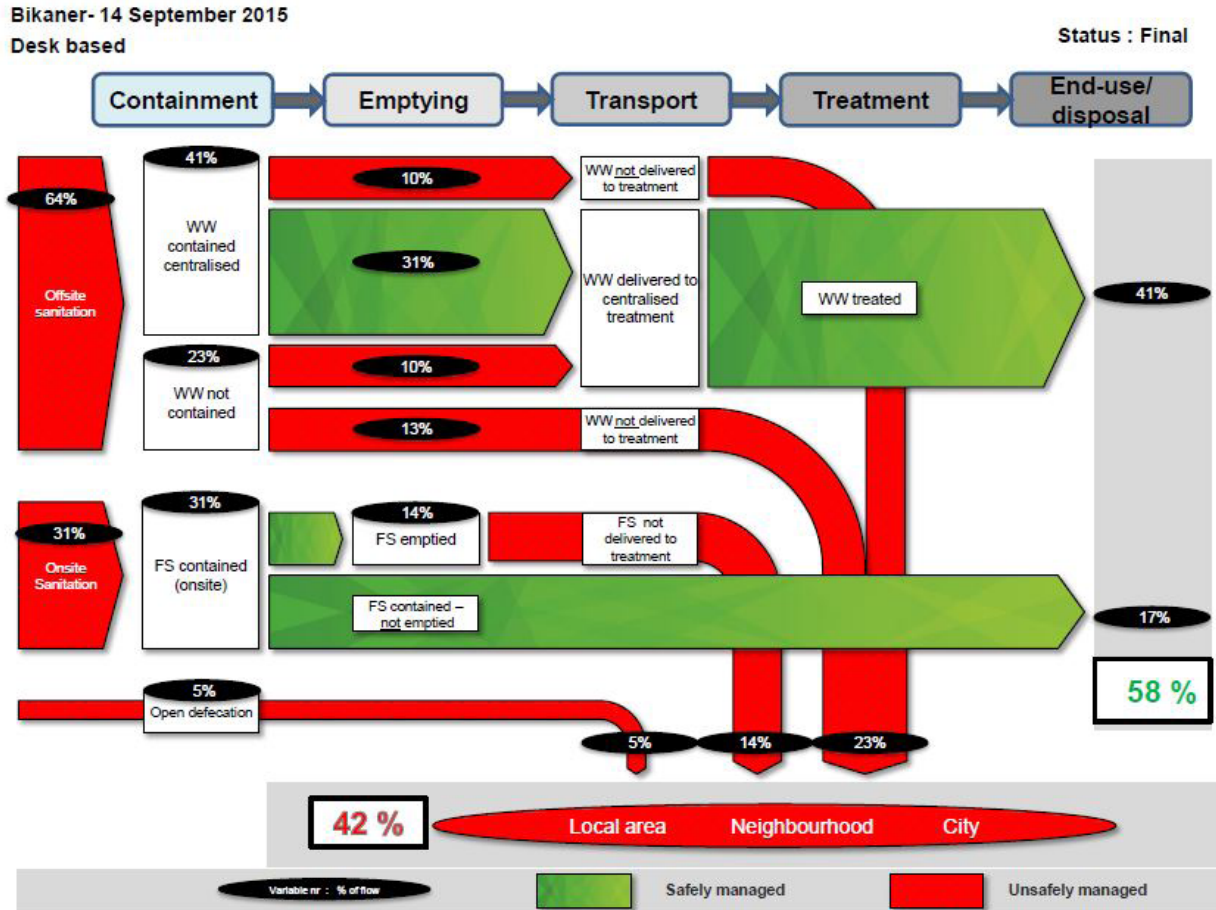 Bikaner- 14 September 2015
Desk based
Status : Final
Containment
Emptying
Transport
Treatment
End-use/
disposal
64%
Offsite
sanitation
41%
WW
contained
centralised
10%
WW not delivered
to treatment
31%
WW delivered to
centralised
treatment
WW treated
41%
23%
WW not
contained
10%
13%
WW not delivered
to treatment
31%
Onsite
Sanitation
31%
FS contained
(onsite)
14%
FS emptied
FS not
delivered to
treatment
FS contained –
not emptied
17%
58 %
5%
Open defecation
5%
14%
23%
42 %
Local area
Neighbourhood
City
Variable nr : % of flow
Safely managed
Unsafely managed